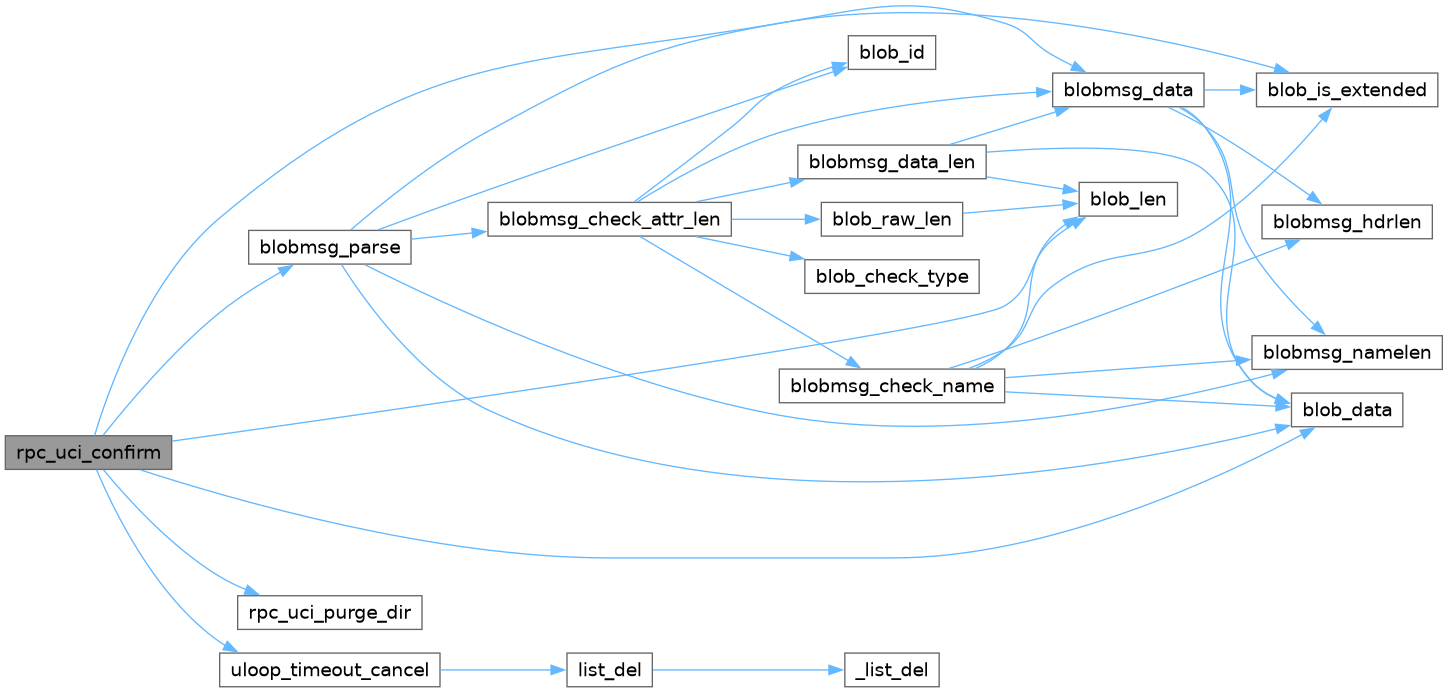 blob_id
blobmsg_data
blob_is_extended
blobmsg_data_len
blob_len
blobmsg_check_attr_len
blob_raw_len
blobmsg_hdrlen
blobmsg_parse
blob_check_type
blobmsg_namelen
blobmsg_check_name
blob_data
rpc_uci_confirm
rpc_uci_purge_dir
uloop_timeout_cancel
list_del
_list_del